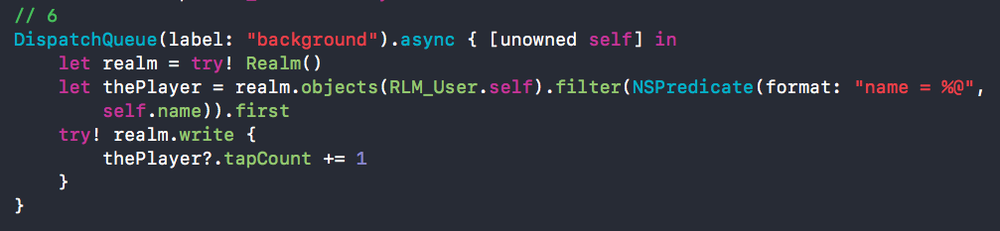 // 6
DispatchQueue(label: "background").async { [unowned self] in
    let realm = try! Realm()
    let thePlayer = realm.objects(RLM_User.self).filter(NSPredicate(format: "name = %@",
        self.name)).first
    try! realm.write {
        thePlayer?.tapCount += 1
    }
}